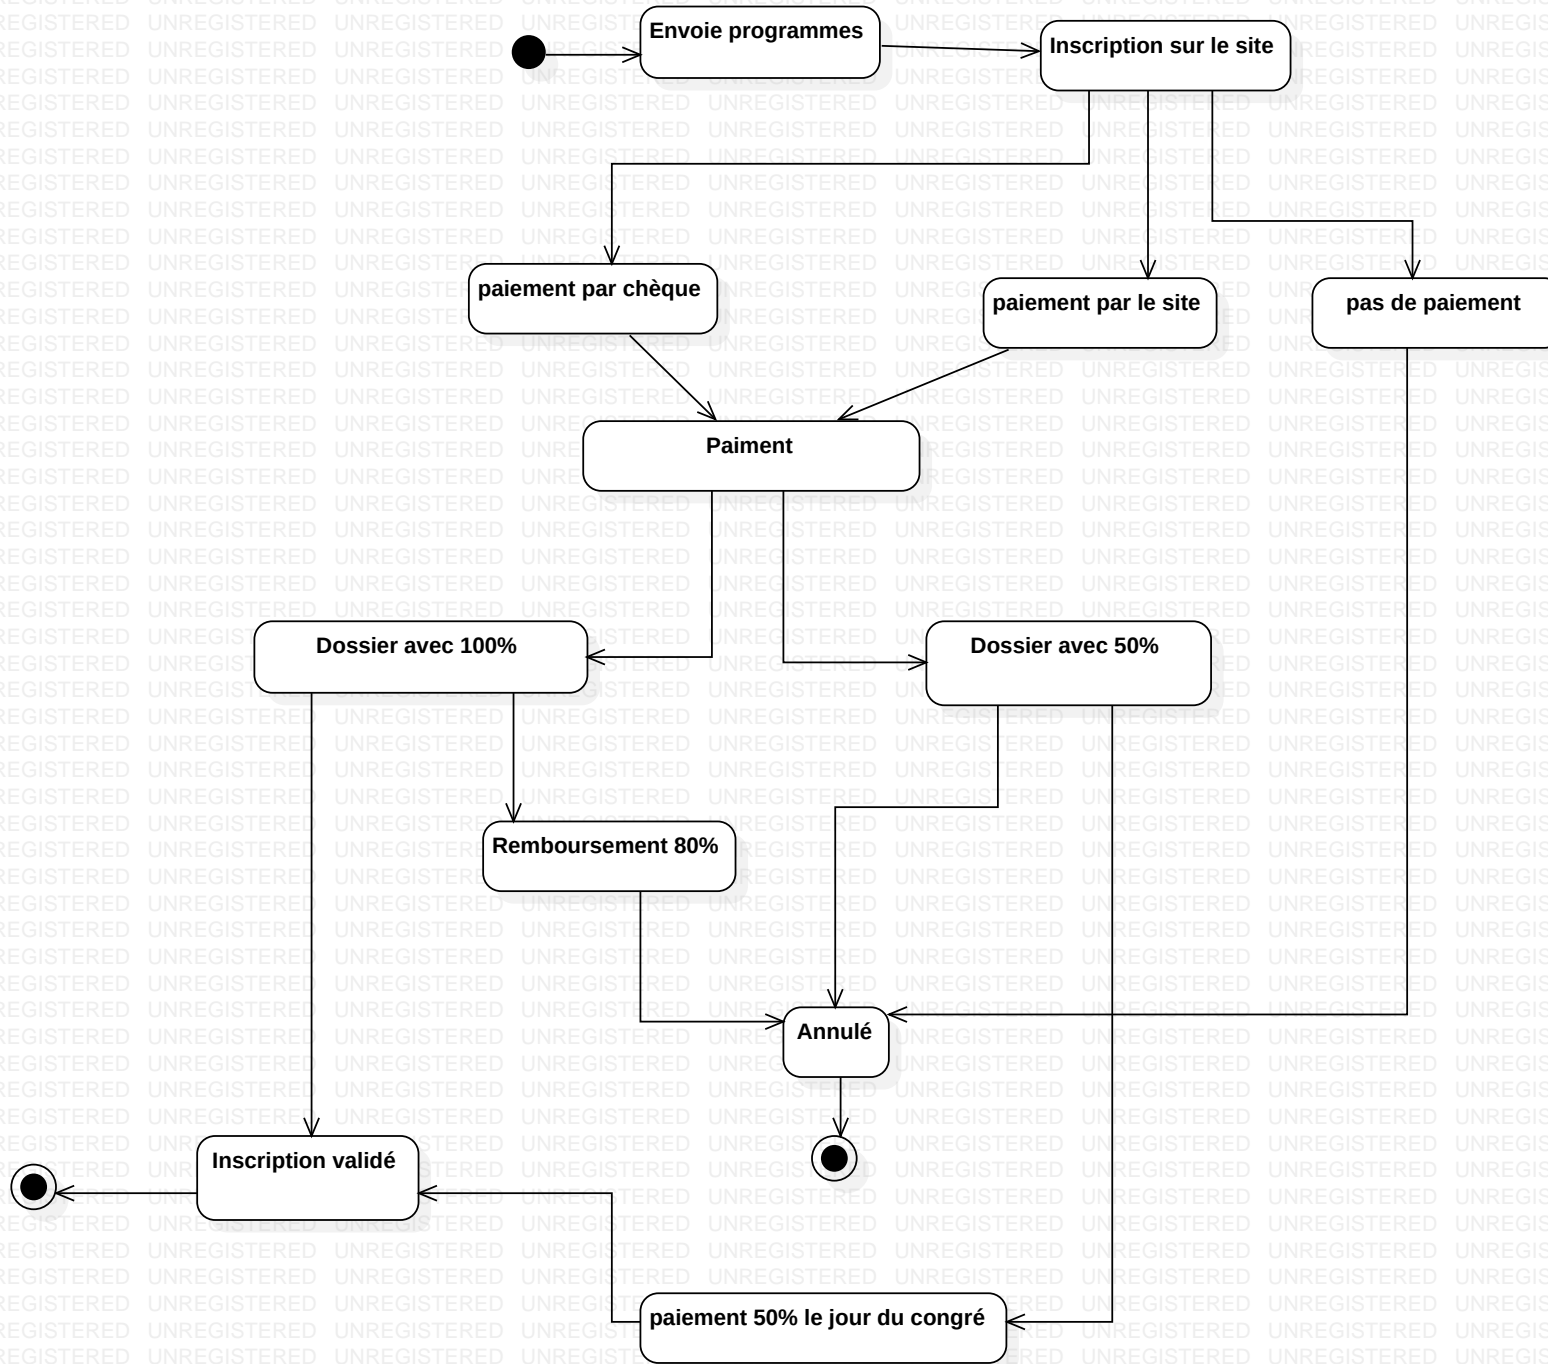 Envoie programmes
Inscription sur le site
paiement par chèque
paiement par le site
pas de paiement
Paiment
Dossier avec 100%
Dossier avec 50%
Remboursement 80%
Annulé
Inscription validé
paiement 50% le jour du congré
UNREGISTERED